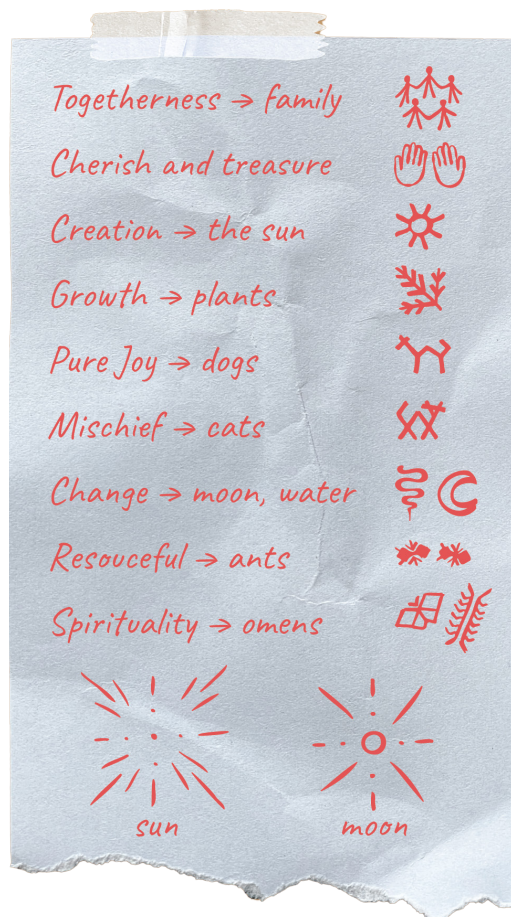 Togetherness → family
Cherish and treasure
Creation → the sun
Growth → plants
Pure Joy → dogs
Mischief → cats
Change → moon, water
Resouceful → ants
Spirituality → omens
sun
moon